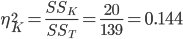 η²_K = SS_K / SS_T = 20 / 139 = 0.144